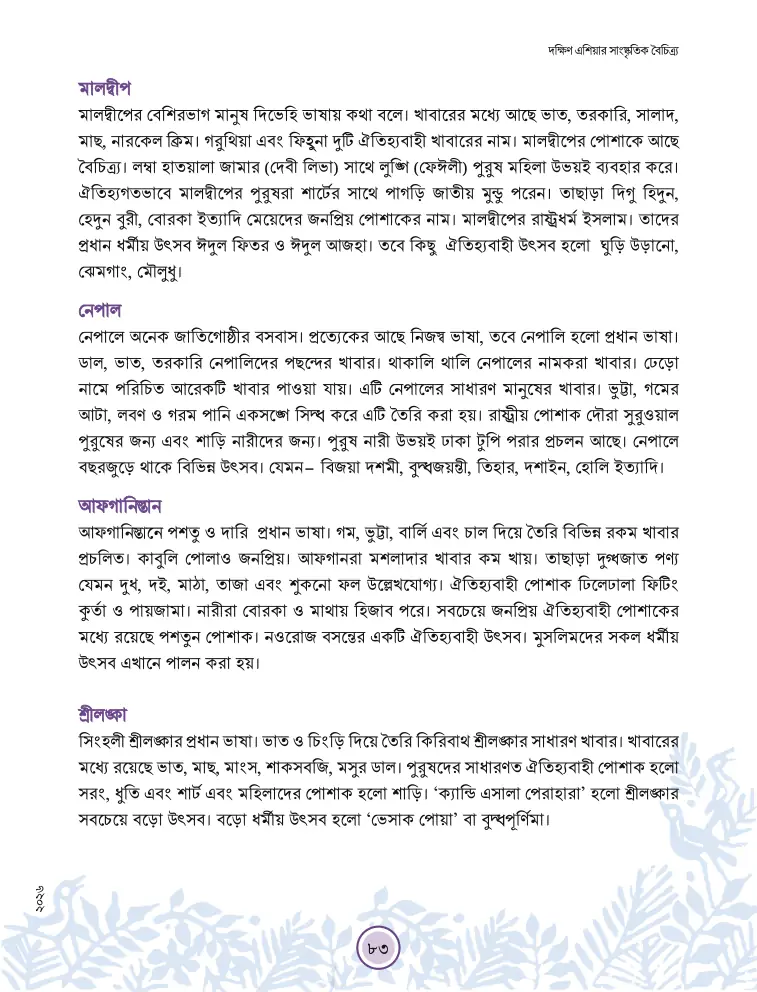 দক্ষিণ এশিয়ার সাংস্কৃতিক বৈচিত্র্য
মালদ্বীপ
মালদ্বীপের বেশিরভাগ মানুষ দিভেহি ভাষায় কথা বলে। খাবারের মধ্যে আছে ভাত, তরকারি, সালাদ,
মাছ, নারকেল ক্রিম। গরুথিয়া এবং ফিহুনা দুটি ঐতিহ্যবাহী খাবারের নাম। মালদ্বীপের পোশাকে আছে
বৈচিত্র্য। লম্বা হাতয়ালা জামার (দেবী লিভা) সাথে লুঙ্গি (ফেঈলী) পুরুষ মহিলা উভয়ই ব্যবহার করে।
ঐতিহ্যগতভাবে মালদ্বীপের পুরুষরা শার্টের সাথে পাগড়ি জাতীয় মুন্ডু পরেন। তাছাড়া দিগু হিদুন,
হেদুন বুরী, বোরকা ইত্যাদি মেয়েদের জনপ্রিয় পোশাকের নাম। মালদ্বীপের রাষ্ট্রধর্ম ইসলাম। তাদের
প্রধান ধর্মীয় উৎসব ঈদুল ফিতর ও ঈদুল আজহা। তবে কিছু ঐতিহ্যবাহী উৎসব হলো ঘুড়ি উড়ানো,
ঝেমগাং, মৌলুধু।
নেপাল
নেপালে অনেক জাতিগোষ্ঠীর বসবাস। প্রত্যেকের আছে নিজস্ব ভাষা, তবে নেপালি হলো প্রধান ভাষা।
ডাল, ভাত, তরকারি নেপালিদের পছন্দের খাবার। থাকালি থালি নেপালের নামকরা খাবার। ঢেড়ো
নামে পরিচিত আরেকটি খাবার পাওয়া যায়। এটি নেপালের সাধারণ মানুষের খাবার। ভুট্টা, গমের
আটা, লবণ ও গরম পানি একসঙ্গে সিদ্ধ করে এটি তৈরি করা হয়। রাষ্ট্রীয় পোশাক দৌরা সুরুওয়াল
পুরুষের জন্য এবং শাড়ি নারীদের জন্য। পুরুষ নারী উভয়ই ঢাকা টুপি পরার প্রচলন আছে। নেপালে
বছরজুড়ে থাকে বিভিন্ন উৎসব। যেমন– বিজয়া দশমী, বুদ্ধজয়ন্তী, তিহার, দশাইন, হোলি ইত্যাদি।
আফগানিস্তান
আফগানিস্তানে পশতু ও দারি প্রধান ভাষা। গম, ভুট্টা, বার্লি এবং চাল দিয়ে তৈরি বিভিন্ন রকম খাবার
প্রচলিত। কাবুলি পোলাও জনপ্রিয়। আফগানরা মশলাদার খাবার কম খায়। তাছাড়া দুগ্ধজাত পণ্য
যেমন দুধ, দই, মাঠা, তাজা এবং শুকনো ফল উল্লেখযোগ্য। ঐতিহ্যবাহী পোশাক ঢিলেঢালা ফিটিং
কুর্তা ও পায়জামা। নারীরা বোরকা ও মাথায় হিজাব পরে। সবচেয়ে জনপ্রিয় ঐতিহ্যবাহী পোশাকের
মধ্যে রয়েছে পশতুন পোশাক। নওরোজ বসন্তের একটি ঐতিহ্যবাহী উৎসব। মুসলিমদের সকল ধর্মীয়
উৎসব এখানে পালন করা হয়।
শ্রীলঙ্কা
সিংহলী শ্রীলঙ্কার প্রধান ভাষা। ভাত ও চিংড়ি দিয়ে তৈরি কিরিবাথ শ্রীলঙ্কার সাধারণ খাবার। খাবারের
মধ্যে রয়েছে ভাত, মাছ, মাংস, শাকসবজি, মসুর ডাল। পুরুষদের সাধারণত ঐতিহ্যবাহী পোশাক হলো
সরং, ধুতি এবং শার্ট এবং মহিলাদের পোশাক হলো শাড়ি। ‘ক্যান্ডি এসালা পেরাহারা’ হলো শ্রীলঙ্কার
সবচেয়ে বড়ো উৎসব। বড়ো ধর্মীয় উৎসব হলো ‘ভেসাক পোয়া’ বা বুদ্ধপূর্ণিমা।
২০২৬
৮৩